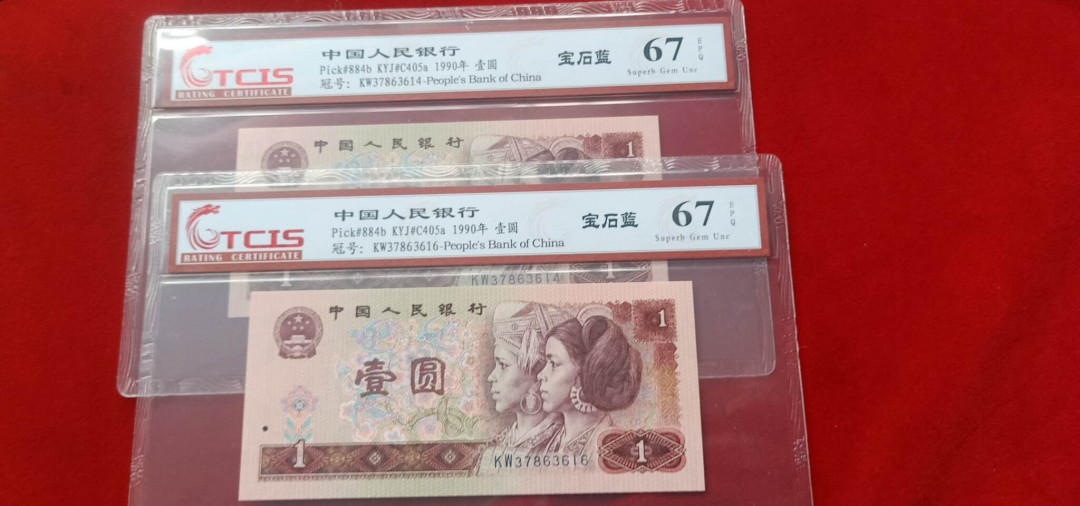 TCIS
RATING CERTIFICATE
中国人民银行
Pick#884b KYJ#C405a 1990年 壹圆
冠号: KW37863614-People's Bank of China
宝石蓝
67
EPQ
Superb Gem Unc
中国人民银行
1
TCIS
RATING CERTIFICATE
中国人民银行
Pick#884b KYJ#C405a 1990年 壹圆
冠号: KW37863616-People's Bank of China
宝石蓝
67
EPQ
Superb Gem Unc
1
KW37863614
1
中国人民银行
1
壹圆
1
KW37863616
1